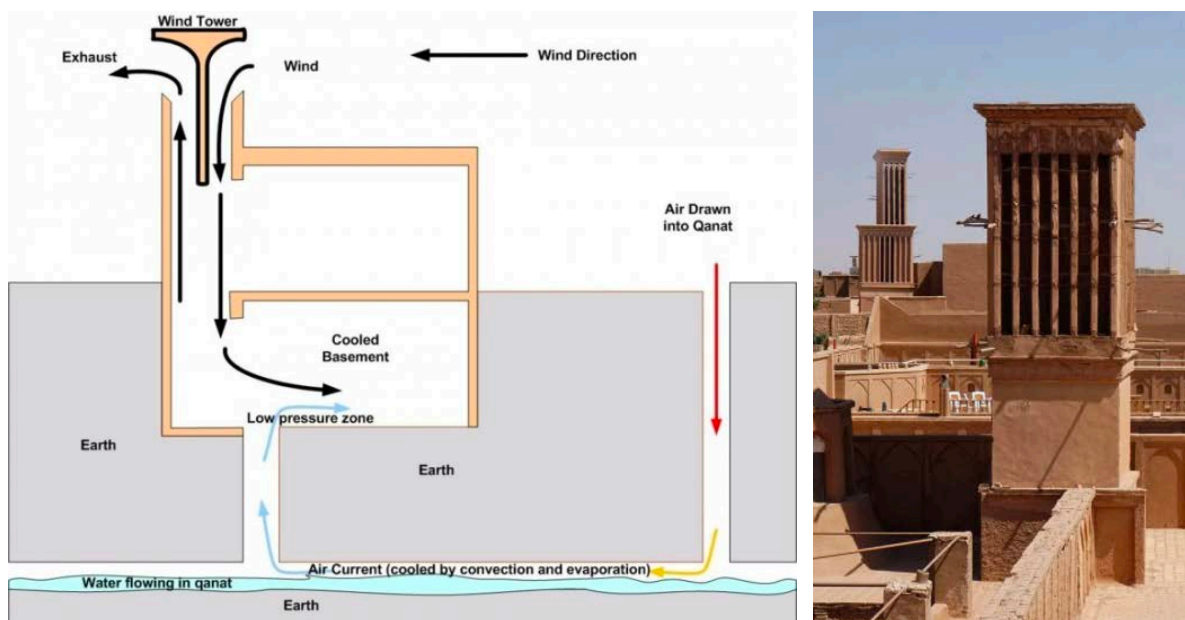 Wind Tower
Exhaust
Wind
Wind Direction
Air Drawn
into Qanat
Cooled
Basement
Low pressure zone
Earth
Earth
Air Current (cooled by convection and evaporation)
Water flowing in qanat
Earth